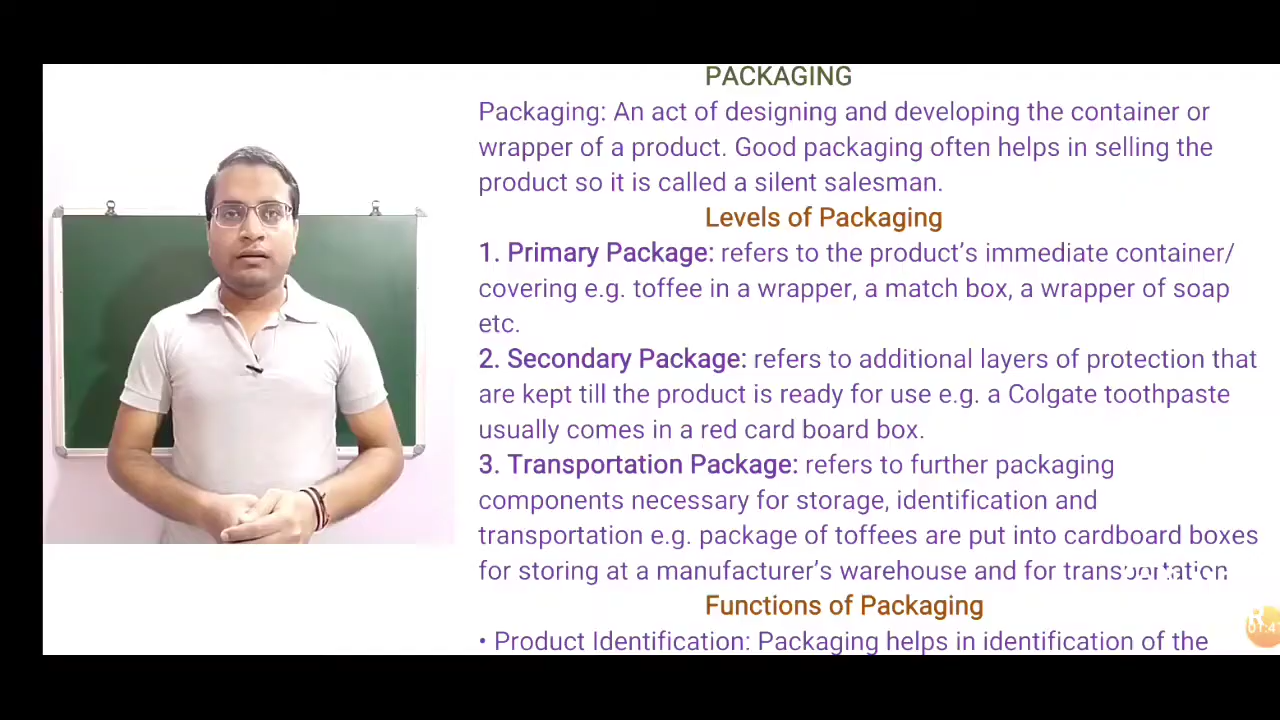 PACKAGING
Packaging: An act of designing and developing the container or
wrapper of a product. Good packaging often helps in selling the
product so it is called a silent salesman.
Levels of Packaging
1. Primary Package: refers to the product's immediate container/
covering e.g. toffee in a wrapper, a match box, a wrapper of soap
etc.
2. Secondary Package: refers to additional layers of protection that
are kept till the product is ready for use e.g. a Colgate toothpaste
usually comes in a red card board box.
3. Transportation Package: refers to further packaging
components necessary for storage, identification and
transportation e.g. package of toffees are put into cardboard boxes
for storing at a manufacturer's warehouse and for transportation
Functions of Packaging
• Product Identification: Packaging helps in identification of the